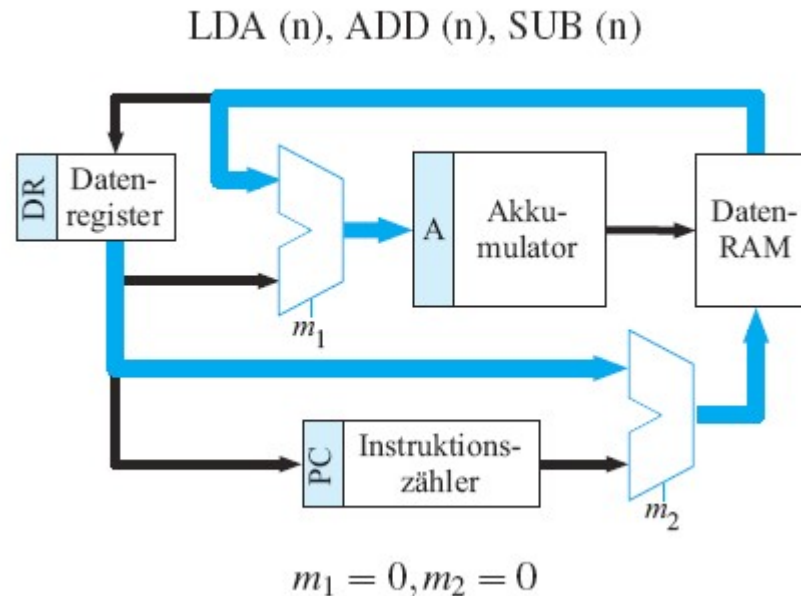 LDA (n), ADD (n), SUB (n)
DR
Daten-
register
A
Akku-
mulator
Daten-
RAM
m1
PC
Instruktions-
zähler
m2
m1 = 0, m2 = 0